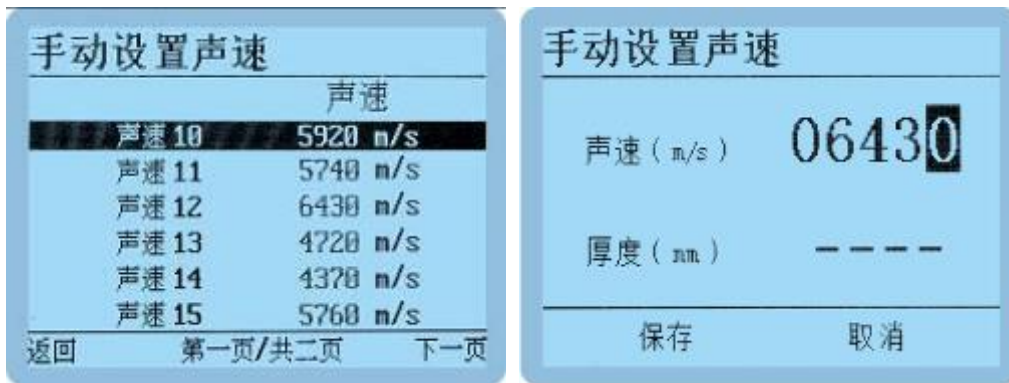 手动设置声速
声速
声速10 5920 m/s
声速11 5740 m/s
声速12 6430 m/s
声速13 4720 m/s
声速14 4370 m/s
声速15 5760 m/s
返回 第一页/共二页 下一页
手动设置声速
声速(m/s) 06430
厚度(mm) ----
保存 取消